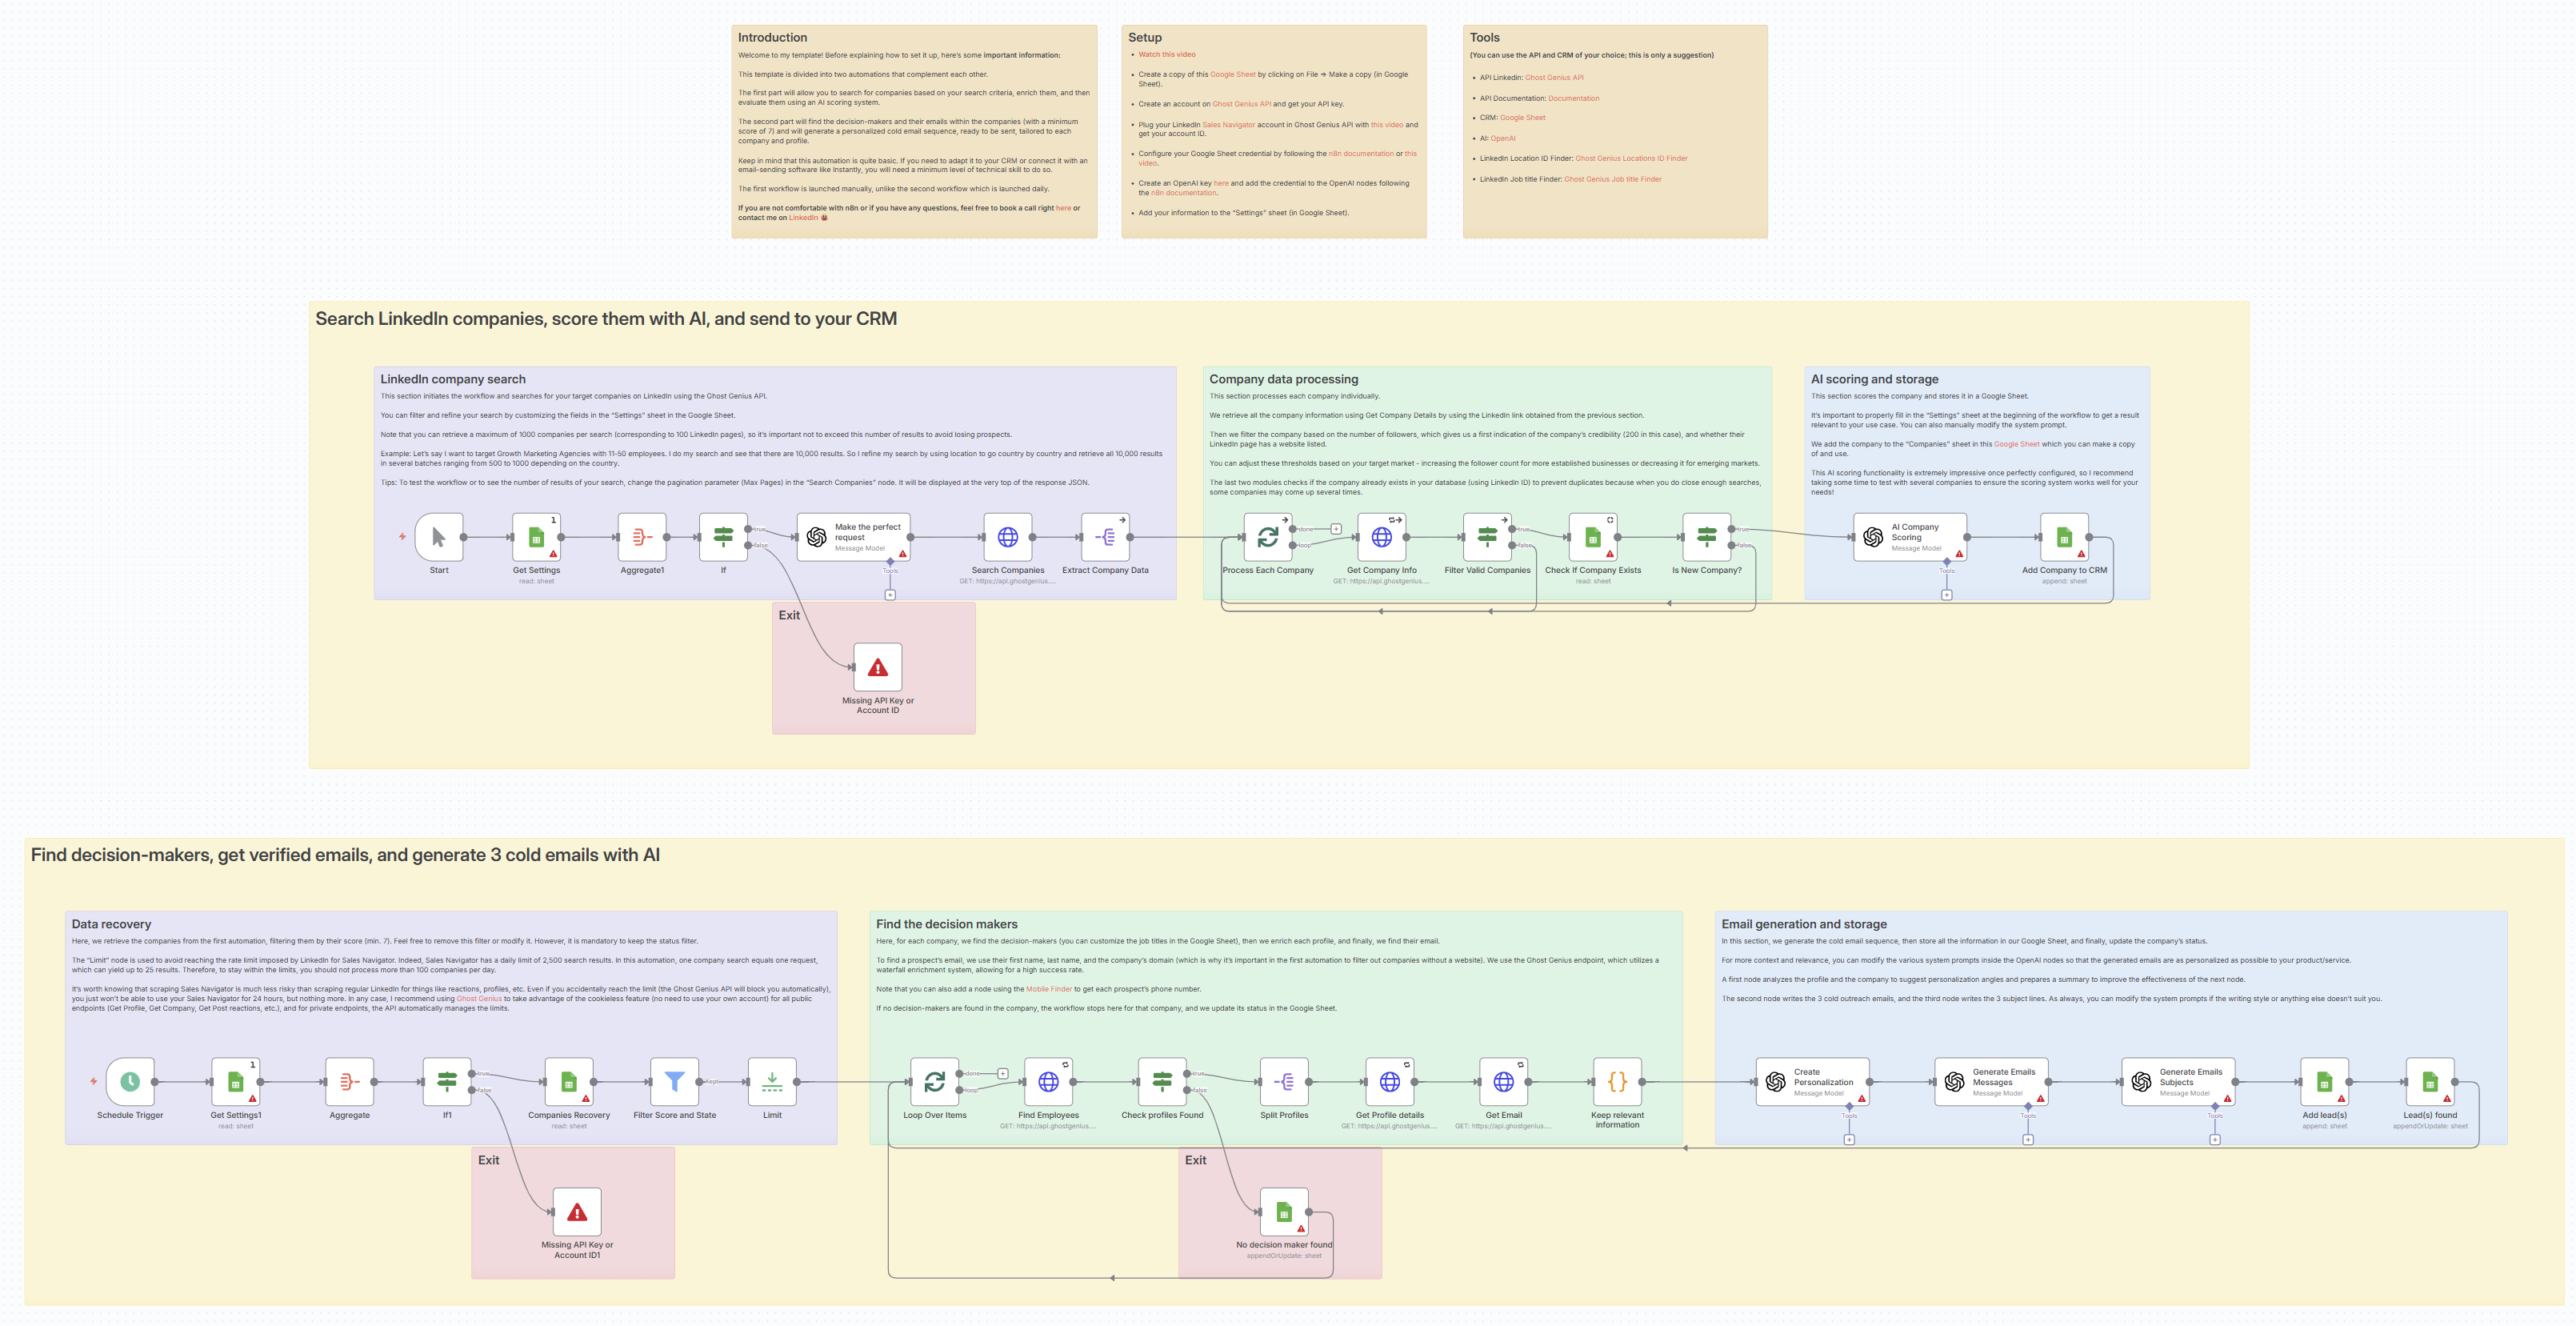 Introduction
Welcome to my template! Before explaining how to set it up, here's some important information:
This template is divided into two automations that complement each other.
The first part will allow you to search for companies based on your search criteria, enrich them, and then
evaluate them using an AI scoring system.
The second part will find the decision-makers and their emails within the companies (with a minimum
score of 7) and will generate a personalized cold email sequence, ready to be sent, tailored to each
company and profile.
Keep in mind that this automation is quite basic. If you need to adapt it to your CRM or connect it with an
email-sending software like Instantly, you will need a minimum level of technical skill to do so.
The first workflow is launched manually, unlike the second workflow which is launched daily.
If you are not comfortable with n8n or if you have any questions, feel free to book a call right here or
contact me on LinkedIn
Setup
• Watch this video
• Create a copy of this Google Sheet by clicking on File => Make a copy (in Google
Sheet).
• Create an account on Ghost Genius API and get your API key.
• Plug your LinkedIn Sales Navigator account in Ghost Genius API with this video and
get your account ID.
• Configure your Google Sheet credential by following the n8n documentation or this
video.
• Create an OpenAI key here and add the credential to the OpenAI nodes following
the n8n documentation.
• Add your information to the "Settings" sheet (in Google Sheet).
Tools
(You can use the API and CRM of your choice; this is only a suggestion)
• API Linkedin: Ghost Genius API
• API Documentation: Documentation
• CRM: Google Sheet
• AI: OpenAI
• LinkedIn Location ID Finder: Ghost Genius Locations ID Finder
• LinkedIn Job title Finder: Ghost Genius Job title Finder
Search LinkedIn companies, score them with AI, and send to your CRM
LinkedIn company search
This section initiates the workflow and searches for your target companies on LinkedIn using the Ghost Genius API.
You can filter and refine your search by customizing the fields in the "Settings" sheet in the Google Sheet.
Note that you can retrieve a maximum of 1000 companies per search (corresponding to 100 LinkedIn pages), so it's important not to exceed this number of results to avoid losing prospects.
Example: Let's say I want to target Growth Marketing Agencies with 11-50 employees. I do my search and see that there are 10,000 results. So I refine my search by using location to go country by country and retrieve all 10,000 results
in several batches ranging from 500 to 1000 depending on the country.
Tips: To test the workflow or to see the number of results of your search, change the pagination parameter (Max Pages) in the "Search Companies" node. It will be displayed at the very top of the response JSON.
Start
1
Get Settings
read: sheet
Aggregate1
true
false
If
Make the perfect
request
Message Model
Tools
Search Companies
GET: https://api.ghostgenius....
Extract Company Data
Exit
Missing API Key or
Account ID
Company data processing
This section processes each company individually.
We retrieve all the company information using Get Company Details by using the LinkedIn link obtained from the previous section.
Then we filter the company based on the number of followers, which gives us a first indication of the company's credibility (200 in this case), and whether their
LinkedIn page has a website listed.
You can adjust these thresholds based on your target market - increasing the follower count for more established businesses or decreasing it for emerging markets.
The last two modules checks if the company already exists in your database (using LinkedIn ID) to prevent duplicates because when you do close enough searches,
some companies may come up several times.
done
loop
Process Each Company
Get Company Info
GET: https://api.ghostgenius....
true
false
Filter Valid Companies
Check If Company Exists
read: sheet
true
false
Is New Company?
AI scoring and storage
This section scores the company and stores it in a Google Sheet.
It's important to properly fill in the "Settings" sheet at the beginning of the workflow to get a result
relevant to your use case. You can also manually modify the system prompt.
We add the company to the "Companies" sheet in this Google Sheet which you can make a copy
of and use.
This AI scoring functionality is extremely impressive once perfectly configured, so I recommend
taking some time to test with several companies to ensure the scoring system works well for your
needs!
AI Company
Scoring
Message Model
Tools
Add Company to CRM
append: sheet
Find decision-makers, get verified emails, and generate 3 cold emails with AI
Data recovery
Here, we retrieve the companies from the first automation, filtering them by their score (min. 7). Feel free to remove this filter or modify it. However, it is mandatory to keep the status filter.
The "Limit" node is used to avoid reaching the rate limit imposed by LinkedIn for Sales Navigator. Indeed, Sales Navigator has a daily limit of 2,500 search results. In this automation, one company search equals one request,
which can yield up to 25 results. Therefore, to stay within the limits, you should not process more than 100 companies per day.
It's worth knowing that scraping Sales Navigator is much less risky than scraping regular LinkedIn for things like reactions, profiles, etc. Even if you accidentally reach the limit (the Ghost Genius API will block you automatically),
you just won't be able to use your Sales Navigator for 24 hours, but nothing more. In any case, I recommend using Ghost Genius to take advantage of the cookieless feature (no need to use your own account) for all public
endpoints (Get Profile, Get Company, Get Post reactions, etc.), and for private endpoints, the API automatically manages the limits.
Schedule Trigger
1
Get Settings1
read: sheet
Aggregate
true
false
If1
Companies Recovery
read: sheet
Kept
Filter Score and State
Limit
Exit
Missing API Key or
Account ID1
Find the decision makers
Here, for each company, we find the decision-makers (you can customize the job titles in the Google Sheet), then we enrich each profile, and finally, we find their email.
To find a prospect's email, we use their first name, last name, and the company's domain (which is why it's important in the first automation to filter out companies without a website). We use the Ghost Genius endpoint, which utilizes a
waterfall enrichment system, allowing for a high success rate.
Note that you can also add a node using the Mobile Finder to get each prospect's phone number.
If no decision-makers are found in the company, the workflow stops here for that company, and we update its status in the Google Sheet.
done
loop
Loop Over Items
Find Employees
GET: https://api.ghostgenius....
true
false
Check profiles Found
Split Profiles
Get Profile details
GET: https://api.ghostgenius....
Get Email
GET: https://api.ghostgenius....
Keep relevant
information
Exit
No decision maker found
appendOrUpdate: sheet
Email generation and storage
In this section, we generate the cold email sequence, then store all the information in our Google Sheet, and finally, update the company's status.
For more context and relevance, you can modify the various system prompts inside the OpenAI nodes so that the generated emails are as personalized as possible to your product/service.
A first node analyzes the profile and the company to suggest personalization angles and prepares a summary to improve the effectiveness of the next node.
The second node writes the 3 cold outreach emails, and the third node writes the 3 subject lines. As always, you can modify the system prompts if the writing style or anything else doesn't suit you.
Create
Personalization
Message Model
Tools
Generate Emails
Messages
Message Model
Tools
Generate Emails
Subjects
Message Model
Tools
Add lead(s)
append: sheet
Lead(s) found
appendOrUpdate: sheet